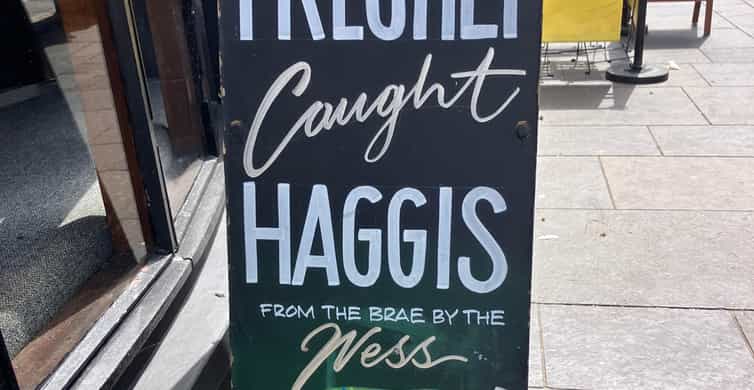 FRESHLY
Caught
HAGGIS
FROM THE BRAE BY THE
Ness